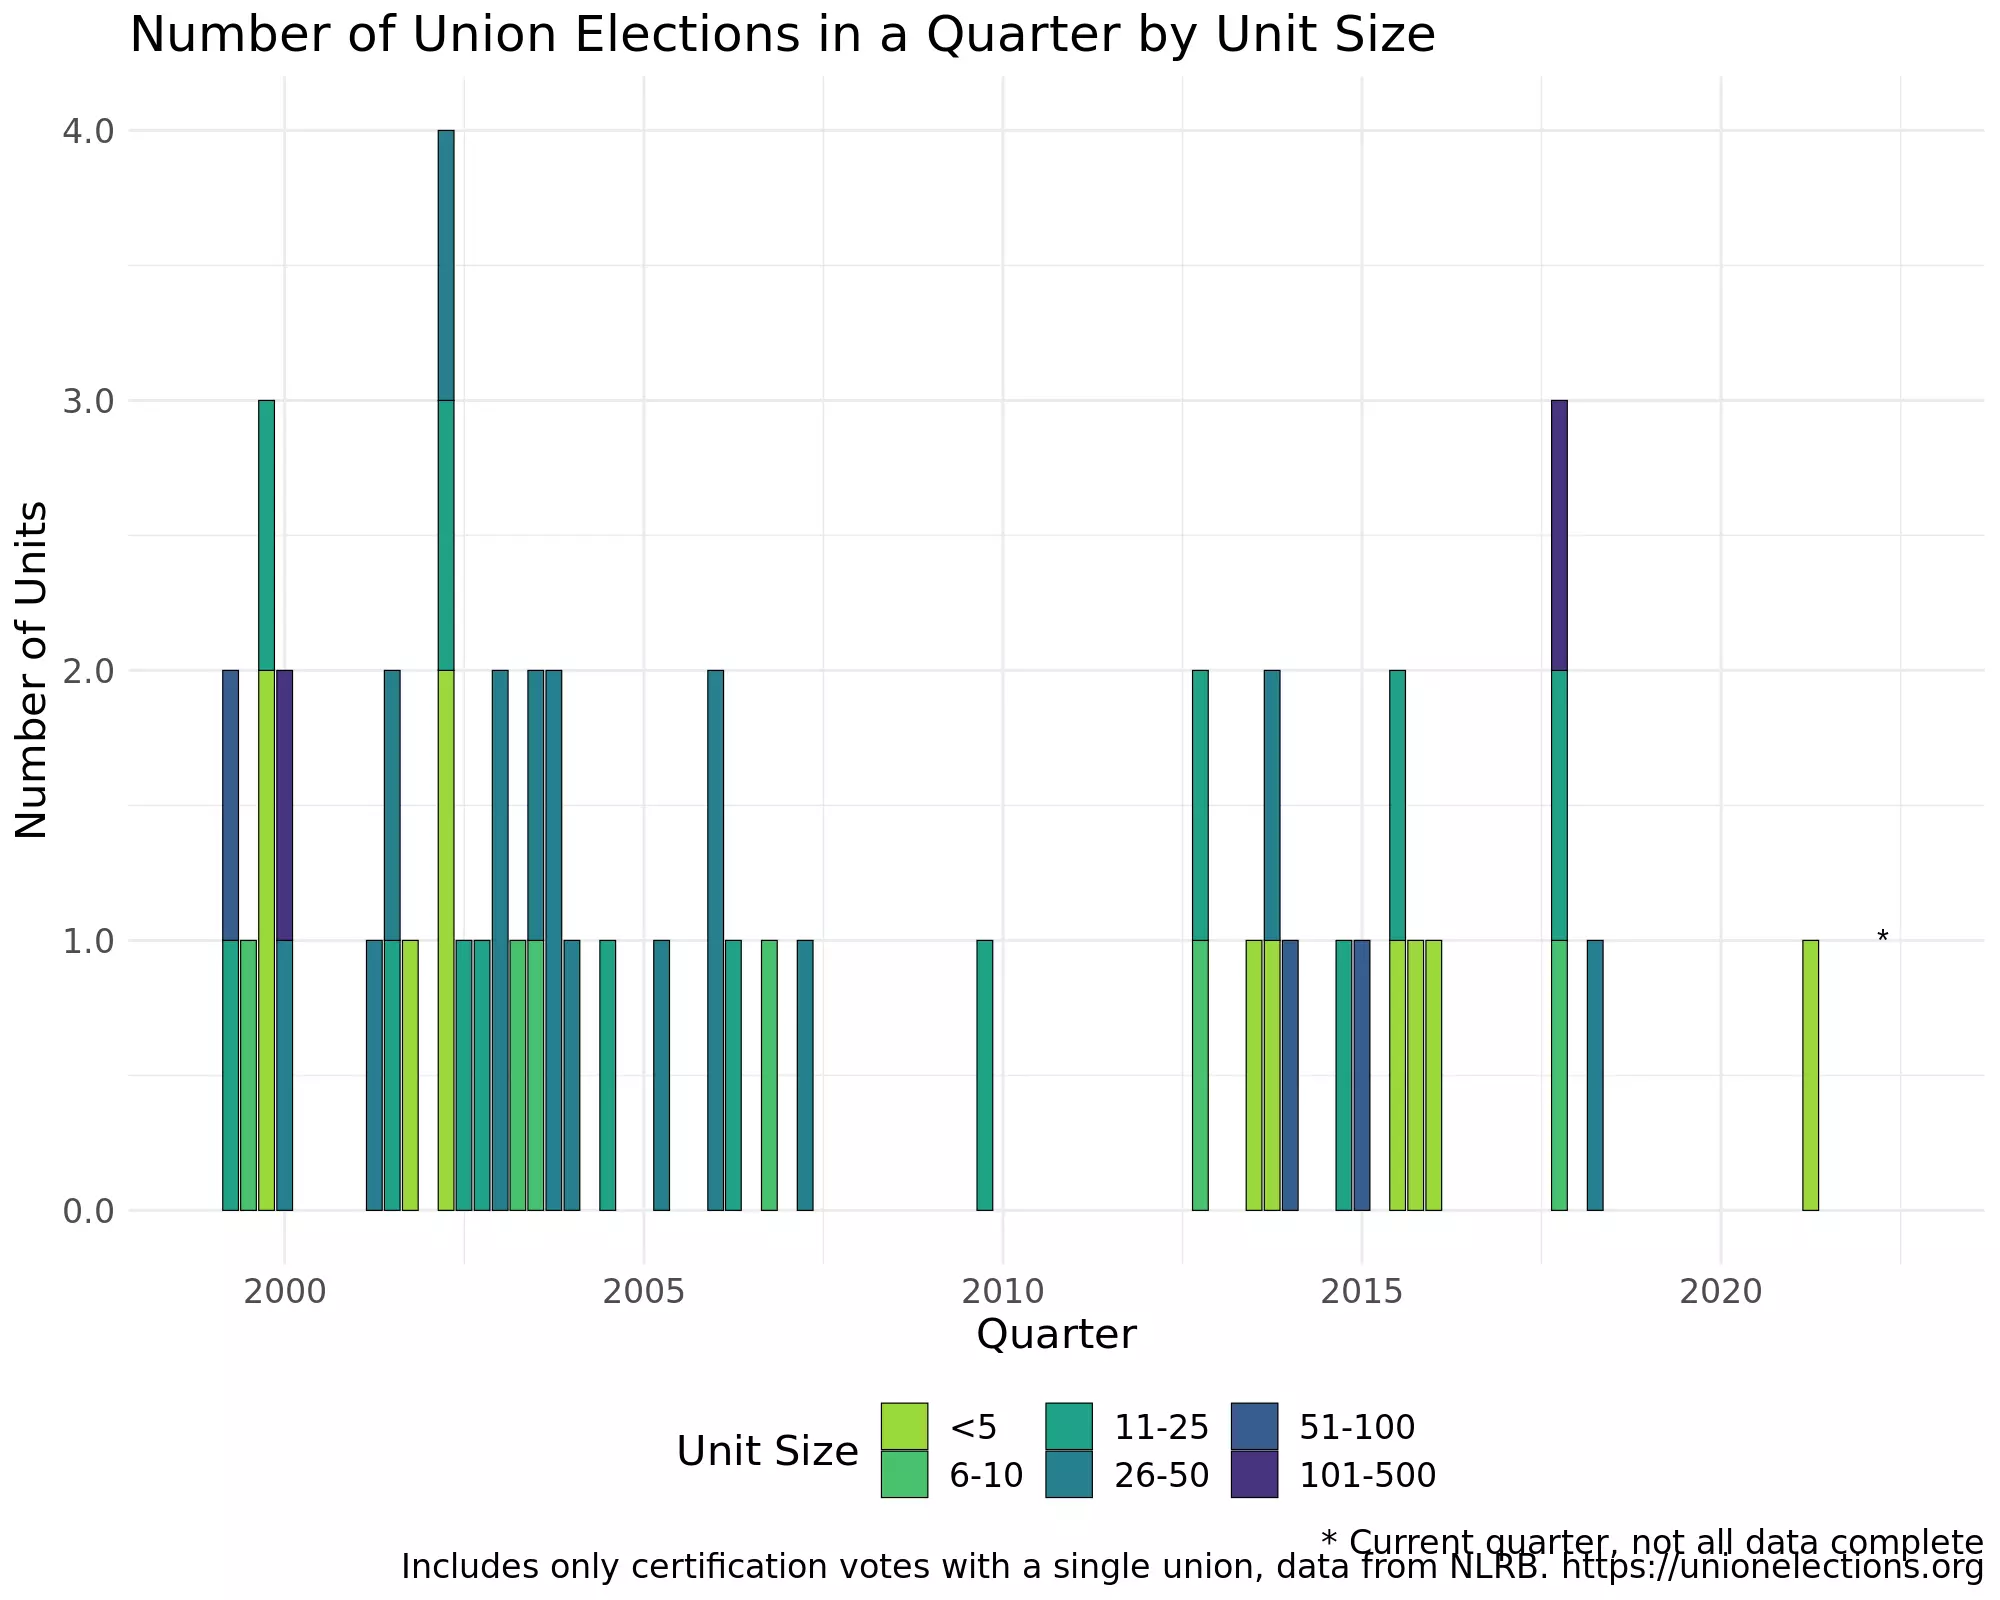 Number of Union Elections in a Quarter by Unit Size
Number of Units
4.0
3.0
2.0
1.0
0.0
*
2000 2005 2010 2015 2020
Quarter
Unit Size
<5 11-25 51-100
6-10 26-50 101-500
* Current quarter, not all data complete
Includes only certification votes with a single union, data from NLRB. https://unionelections.org